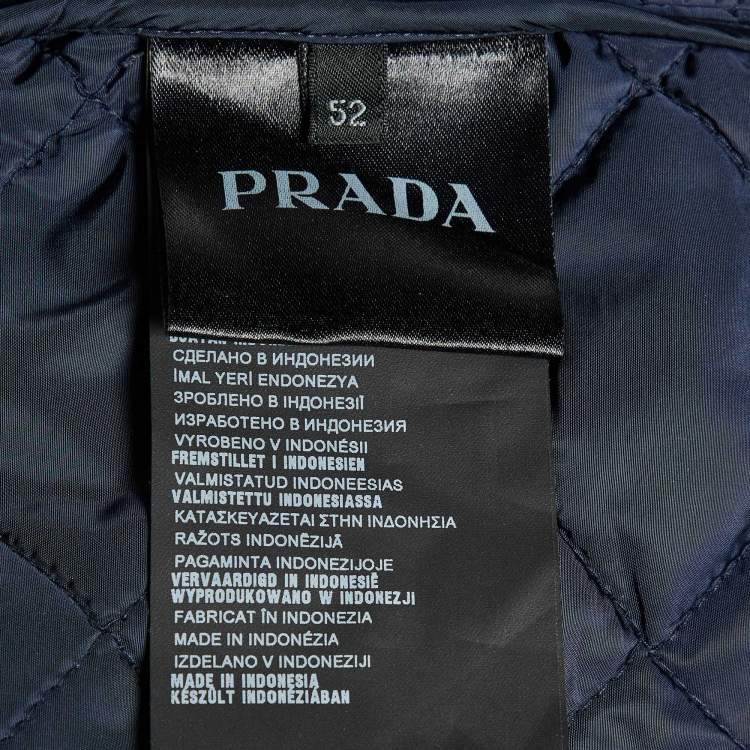 52
PRADA
СДЕЛАНО В ИНДОНЕЗИИ
İMAL YERİ ENDONEZYA
ЗРОБЛЕНО В ІНДОНЕЗІЇ
ИЗРАБОТЕНО В ИНДОНЕЗИЯ
VYROBENO V INDONÉSII
FREMSTILLET I INDONESIEN
VALMISTATUD INDONEESIAS
VALMISTETTU INDONESIASSA
ΚΑΤΑΣΚΕΥΑΖΕΤΑΙ ΣΤΗΝ ΙΝΔΟΝΗΣΙΑ
RAŽOTS INDONĒZIJĀ
PAGAMINTA INDONEZIJOJE
VERVAARDIGD IN INDONESIË
WYPRODUKOWANO W INDONEZJI
FABRICAT ÎN INDONEZIA
MADE IN INDONÉZIA
IZDELANO V INDONEZIJI
MADE IN INDONESIA
KÉSZÜLT INDONÉZIÁBAN